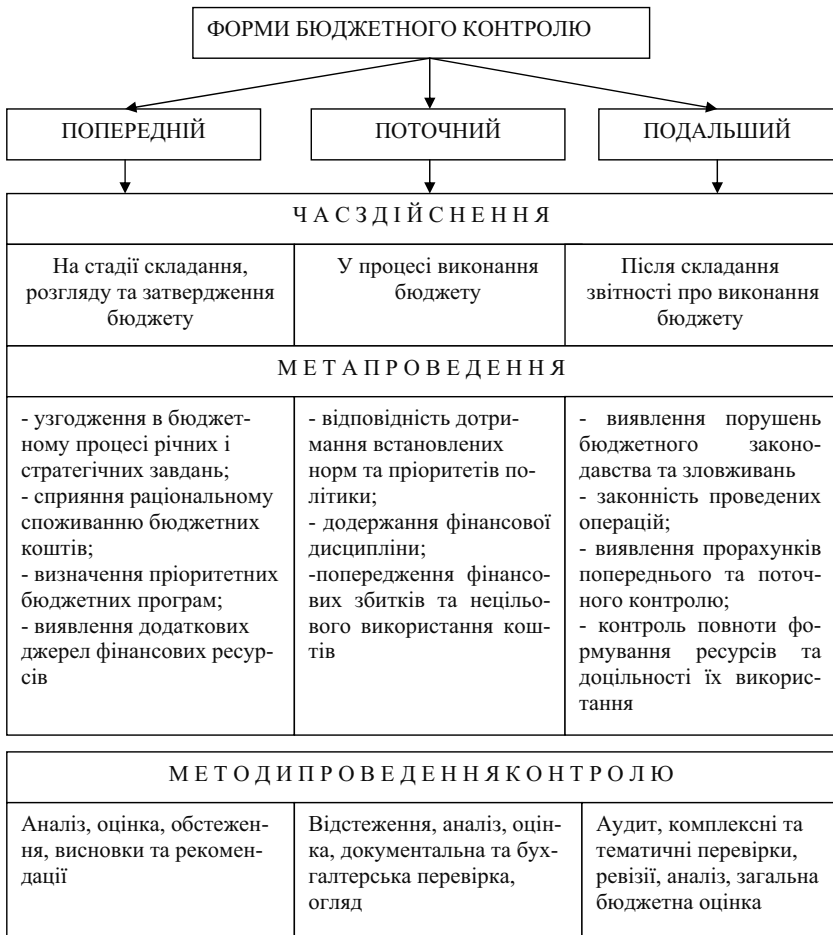 ФОРМИ БЮДЖЕТНОГО КОНТРОЛЮ
ПОПЕРЕДНІЙ
ПОТОЧНИЙ
ПОДАЛЬШИЙ
Ч А С З Д І Й С Н Е Н Н Я
На стадії складання,
розгляду та затвердження
бюджету
У процесі виконання
бюджету
Після складання
звітності про виконання
бюджету
М Е Т А П Р О В Е Д Е Н Н Я
- узгодження в бюджет-
ному процесі річних і
стратегічних завдань;
- сприяння раціональному
споживанню бюджетних
коштів;
- визначення пріоритетних
бюджетних програм;
- виявлення додаткових
джерел фінансових ресур-
сів
- відповідність дотри-
мання встановлених
норм та пріоритетів по-
літики;
- додержання фінансової
дисципліни;
-попередження фінансо-
вих збитків та нецільо-
вого використання кош-
тів
- виявлення порушень
бюджетного законо-
давства та зловживань
- законність проведених
операцій;
- виявлення прорахунків
попереднього та поточ-
ного контролю;
- контроль повноти фо-
рмування ресурсів та
доцільності їх викорис-
тання
М Е Т О Д И П Р О В Е Д Е Н Н Я К О Н Т Р О Л Ю
Аналіз, оцінка, обстежен-
ня, висновки та рекомен-
дації
Відстеження, аналіз, оцін-
ка, документальна та бух-
галтерська перевірка,
огляд
Аудит, комплексні та
тематичні перевірки,
ревізії, аналіз, загальна
бюджетна оцінка